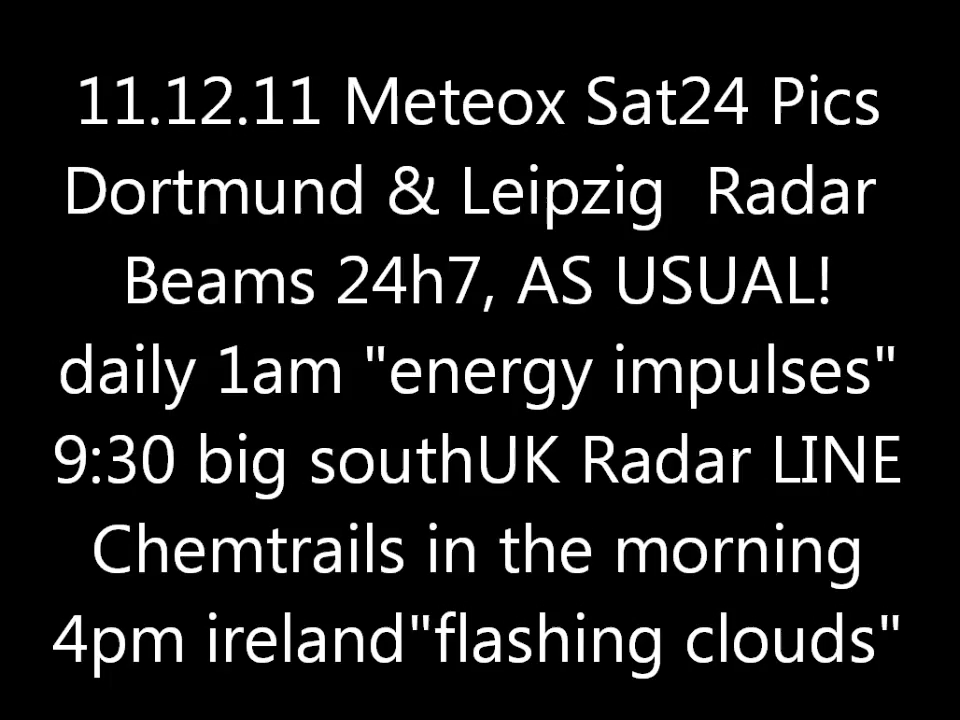 11.12.11 Meteox Sat24 Pics
Dortmund & Leipzig  Radar
Beams 24h7, AS USUAL!
daily 1am "energy impulses"
9:30 big southUK Radar LINE
Chemtrails in the morning
4pm ireland"flashing clouds"